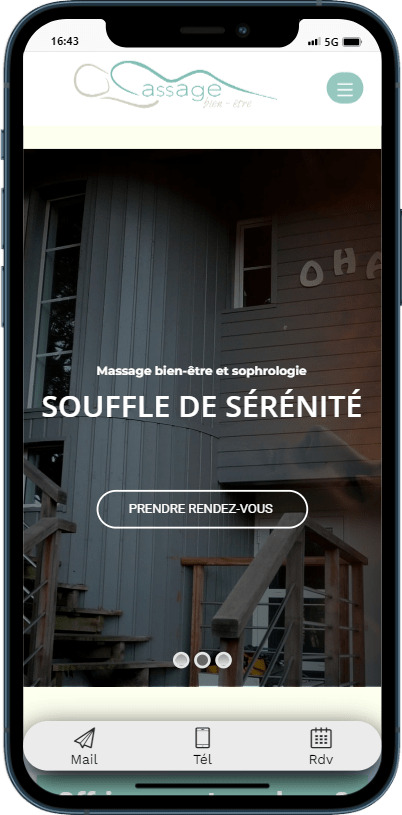 16:43
5G
assage
bien - être
OHA
Massage bien-être et sophrologie
SOUFFLE DE SÉRÉNITÉ
PRENDRE RENDEZ-VOUS
Mail
Tél
Rdv